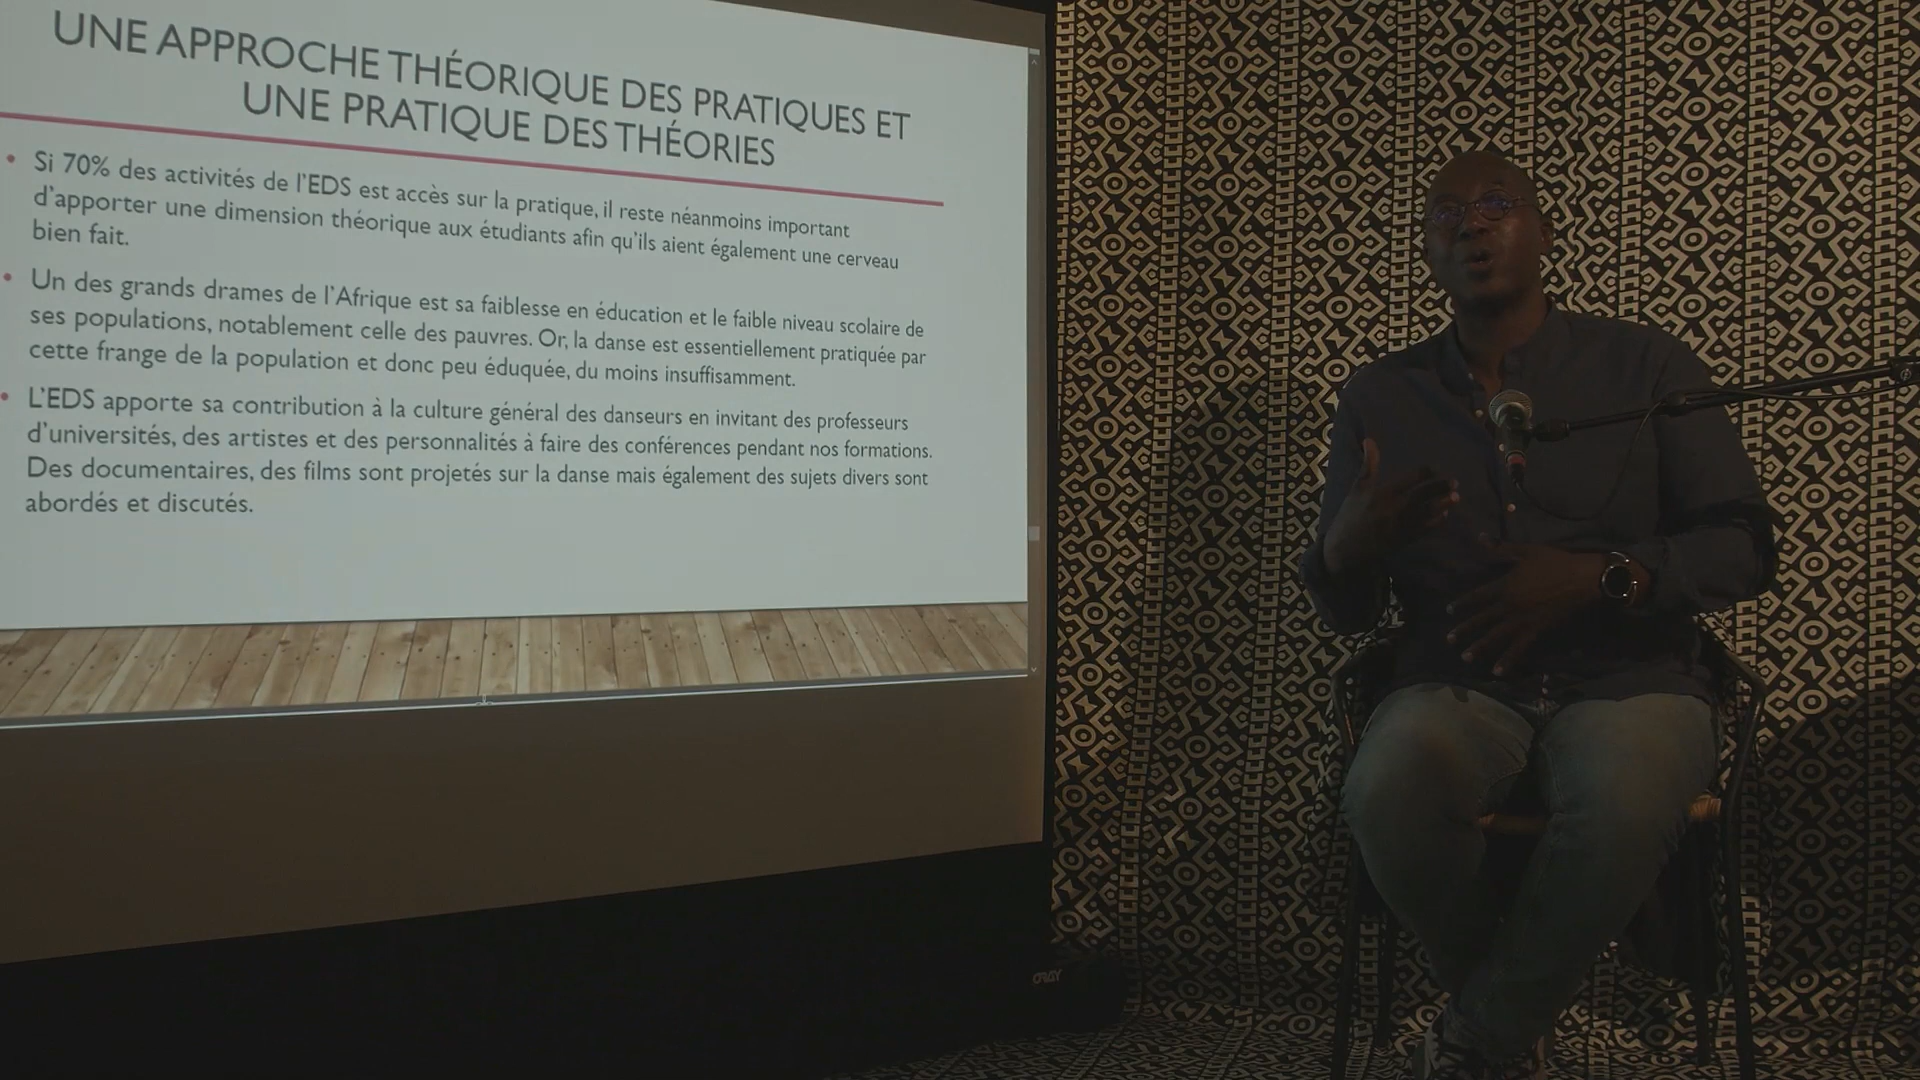 UNE APPROCHE THÉORIQUE DES PRATIQUES ET
UNE PRATIQUE DES THÉORIES
• Si 70% des activités de l'EDS est accès sur la pratique, il reste néanmoins important
d'apporter une dimension théorique aux étudiants afin qu'ils aient également une cerveau
bien fait.
• Un des grands drames de l'Afrique est sa faiblesse en éducation et le faible niveau scolaire de
ses populations, notablement celle des pauvres. Or, la danse est essentiellement pratiquée par
cette frange de la population et donc peu éduquée, du moins insuffisamment.
• L'EDS apporte sa contribution à la culture général des danseurs en invitant des professeurs
d'universités, des artistes et des personnalités à faire des conférences pendant nos formations.
Des documentaires, des films sont projetés sur la danse mais également des sujets divers sont
abordés et discutés.